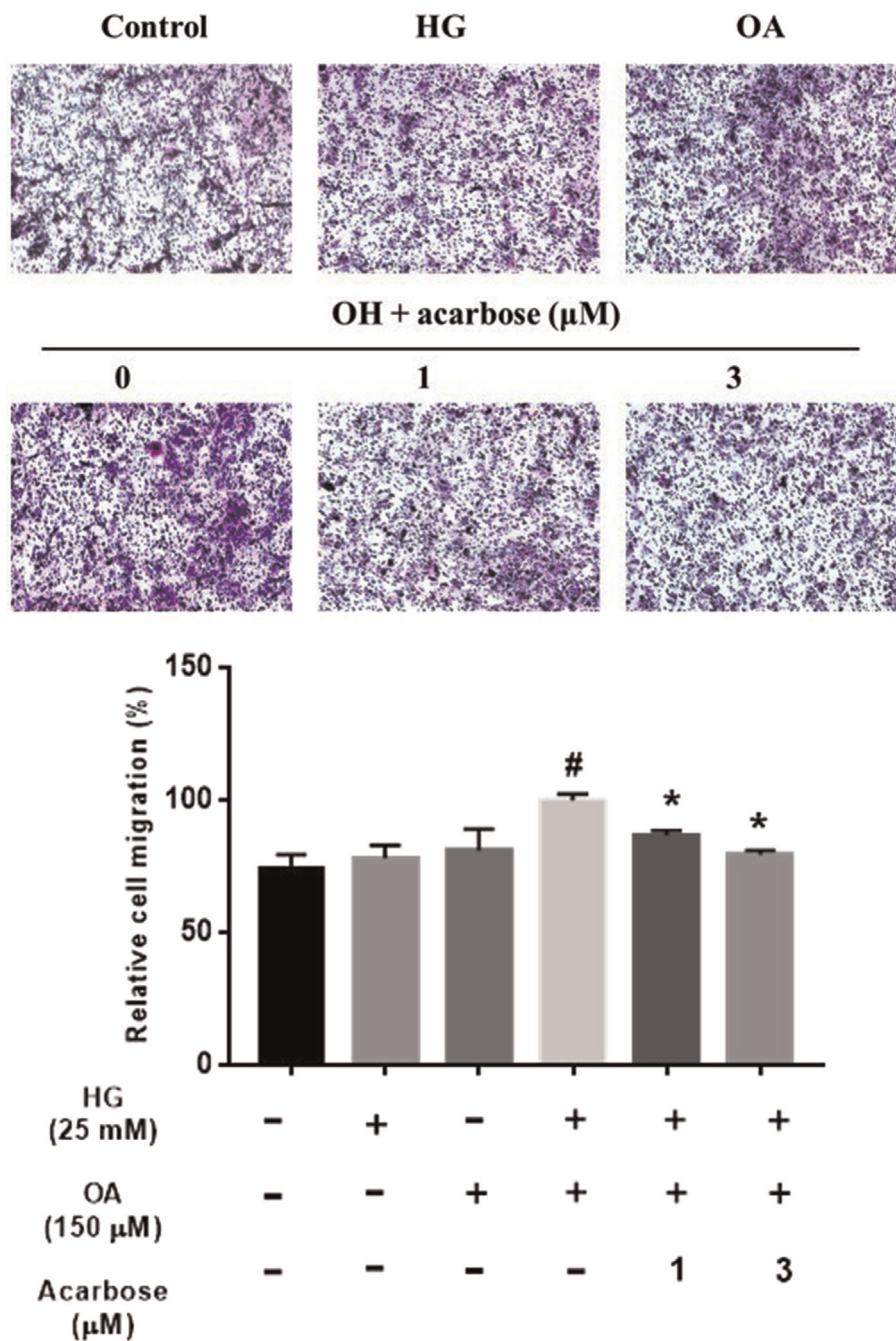 Control HG OA
OH + acarbose (μM)
0 1 3
150
100
50
0
Relative cell migration (%)
#
*
*
HG
(25 mM)
- + - + + +
OA
(150 μM)
- - + + + +
Acarbose
(μM)
- - - - 1 3